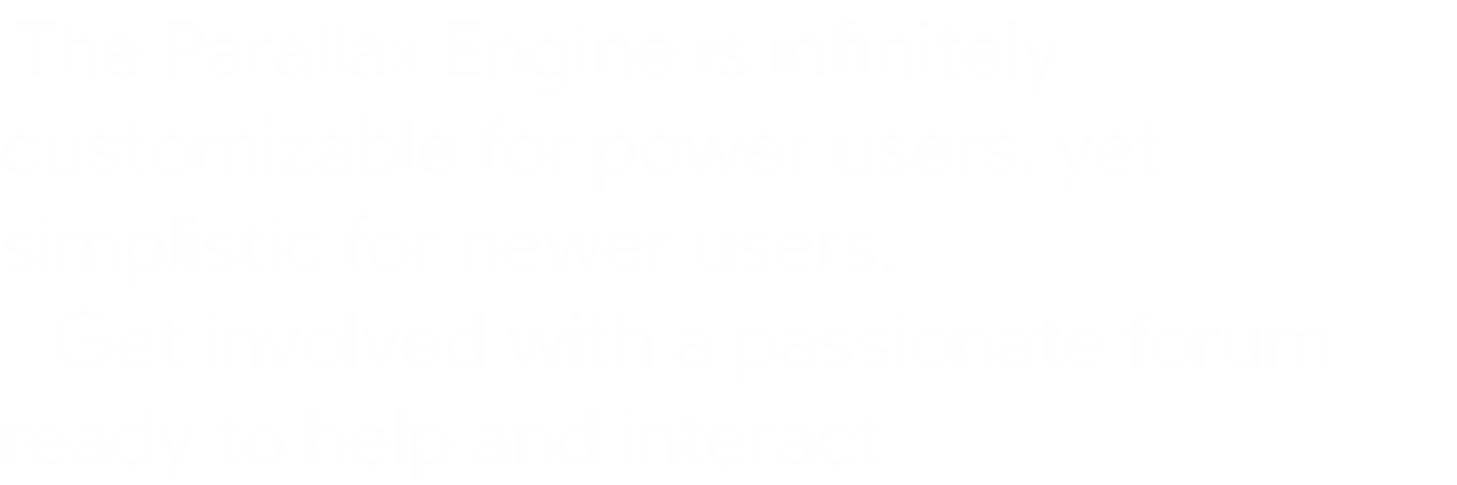 The Parallax Engine is infinitely
customizable for power users, yet
simplistic for newer users.
Get involved with a passionate forum
ready to help and interact